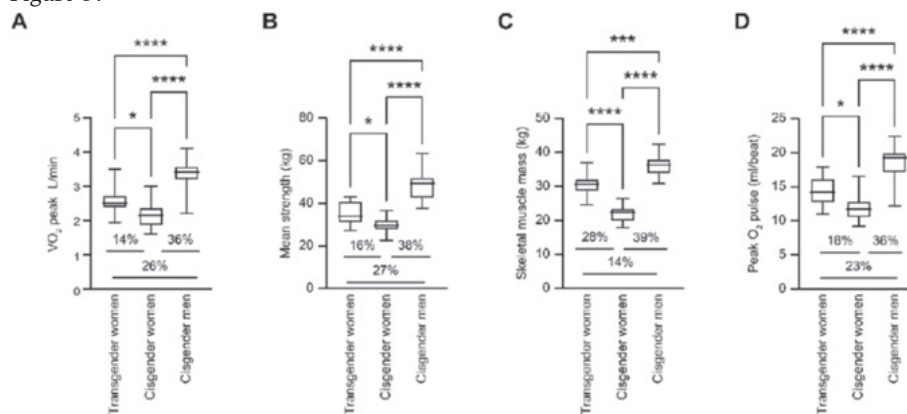 A B C D
**** **** *** ****
**** **** **** ****
* * **** *
VO₂ peak L/min
5
4
3
2
1
0
14% 36%
26%
Transgender women
Cisgender women
Cisgender men
Mean strength (kg)
80
60
40
20
0
16% 38%
27%
Transgender women
Cisgender women
Cisgender men
Skeletal muscle mass (kg)
50
40
30
20
10
0
28% 39%
14%
Transgender women
Cisgender women
Cisgender men
Peak O₂ pulse (ml/beat)
25
20
15
10
5
0
18% 36%
23%
Transgender women
Cisgender women
Cisgender men